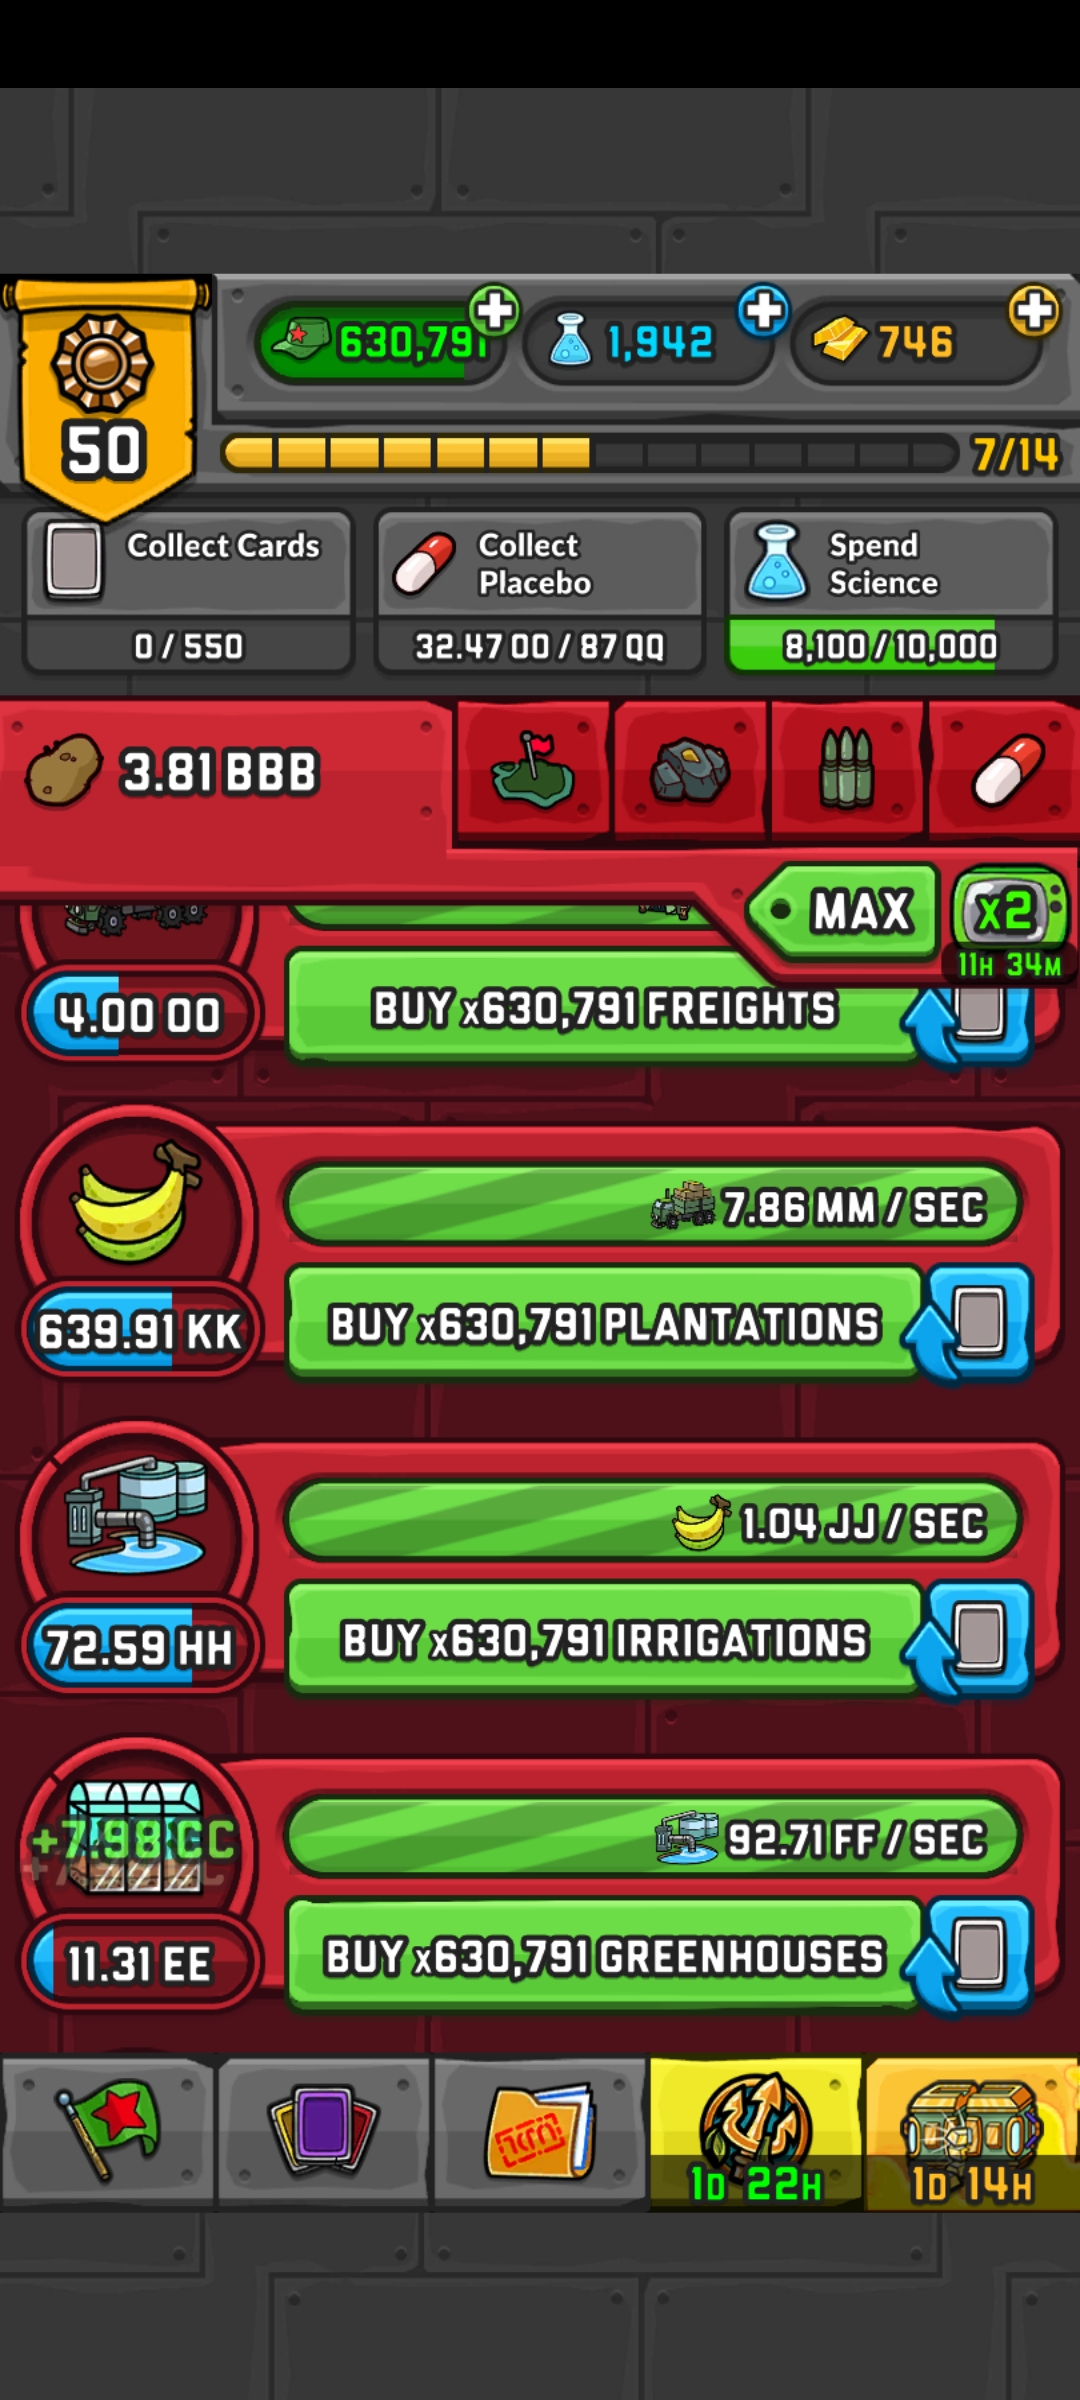 630,791
1,942
746
50
7/14
Collect Cards
0 / 550
Collect
Placebo
32.47 OO / 87 QQ
Spend
Science
8,100 / 10,000
3.81 BBB
MAX
x2
11H 34M
4.00 OO
BUY x630,791 FREIGHTS
7.86 MM / SEC
639.91 KK
BUY x630,791 PLANTATIONS
1.04 JJ / SEC
72.59 HH
BUY x630,791 IRRIGATIONS
+7.98 CC
92.71 FF / SEC
11.31 EE
BUY x630,791 GREENHOUSES
1D 22H
1D 14H